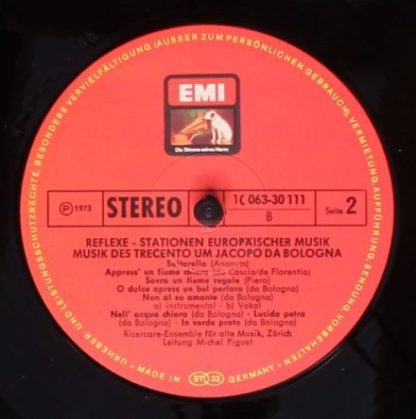 URHEBER- UND LEISTUNGSSCHUTZRECHTE, BESONDERS VERVIELFÄLTIGUNG (AUSSER ZUM PERSÖNLICHEN GEBRAUCH), VERMIETUNG, AUFFÜHRUNG, VORBEHALTEN
EMI
Die Stimme seines Herrn
℗ 1973
STEREO
1C 063-30 111
B
Seite 2
REFLEXE - STATIONEN EUROPÄISCHER MUSIK
MUSIK DES TRECENTO UM JACOPO DA BOLOGNA
Saltarello (Anonym)
Appress' un fiume chiaro (da Cascia/de Florentia)
Sovra un fiume regale (Piero)
O dolce apress un bel perlaro (da Bologna)
Non al so amante (da Bologna)
a) instrumental - b) Vokal
Nell' acqua chiara (da Bologna) - Lucida petra
(da Bologna) - In verde prato (da Bologna)
Ricercare-Ensemble für alte Musik, Zürich
Leitung Michel Piguet
MADE IN GERMANY
ST 33